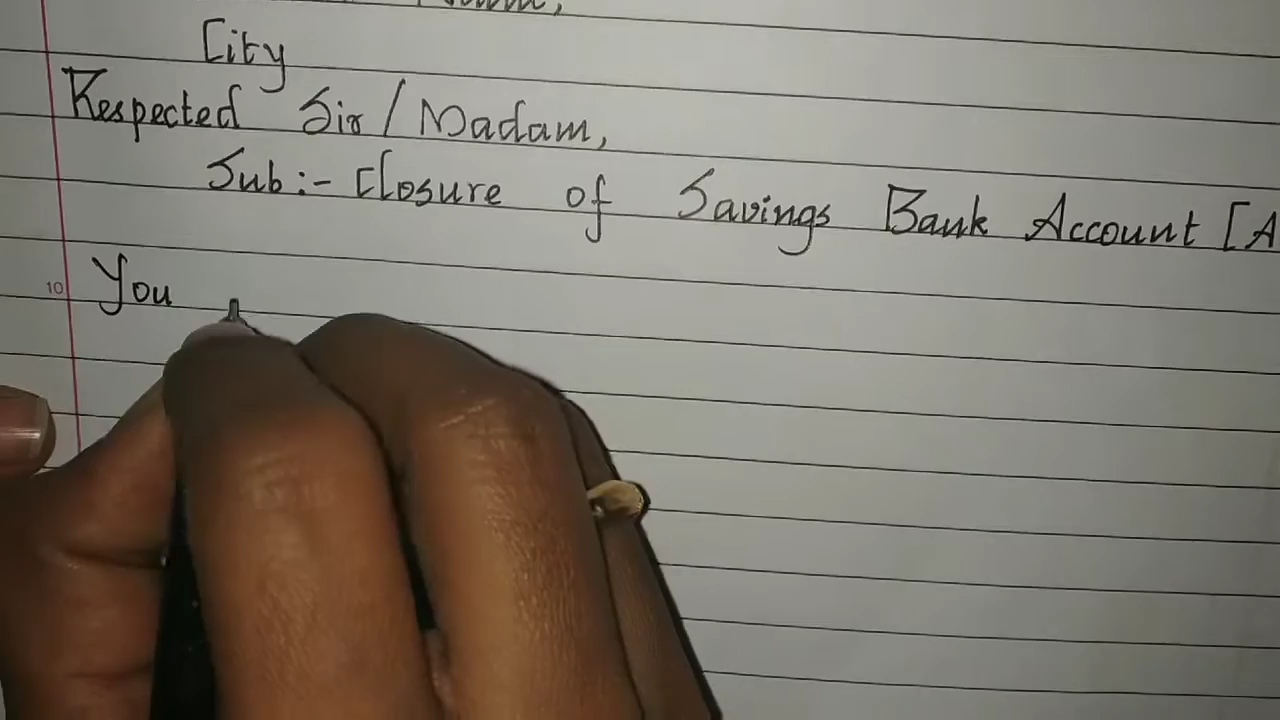 City
Respected Sir/Madam,
Sub:- Closure of Savings Bank Account [A
You
10